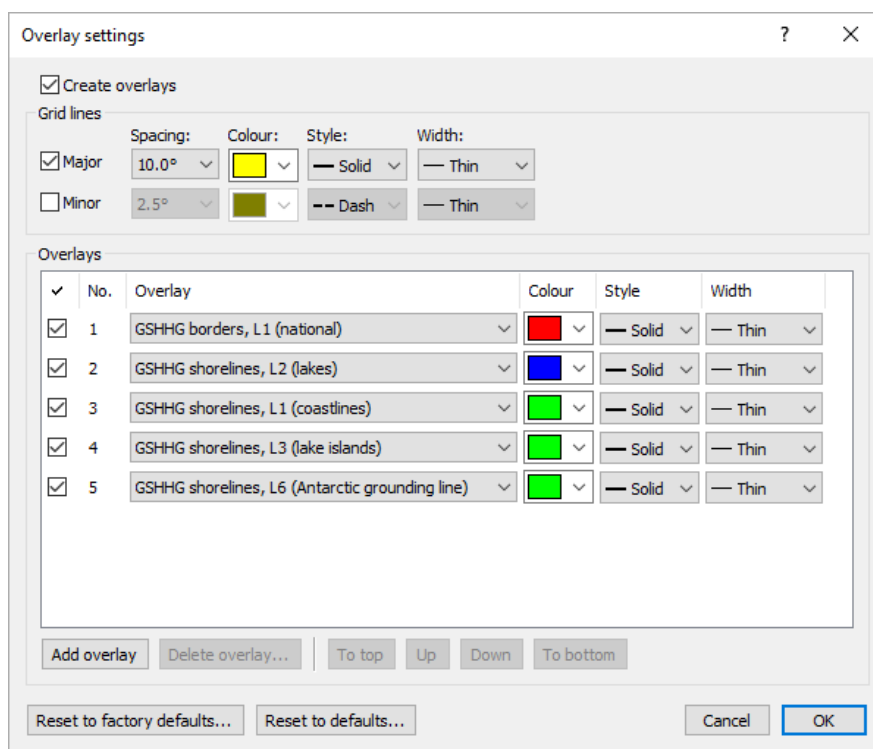 Overlay settings ?
Create overlays
Grid lines
Spacing: Colour: Style: Width:
Major 10.0° Solid Thin
Minor 2.5° Dash Thin
Overlays
No. Overlay Colour Style Width
1 GSHHG borders, L1 (national) Solid Thin
2 GSHHG shorelines, L2 (lakes) Solid Thin
3 GSHHG shorelines, L1 (coastlines) Solid Thin
4 GSHHG shorelines, L3 (lake islands) Solid Thin
5 GSHHG shorelines, L6 (Antarctic grounding line) Solid Thin
Add overlay Delete overlay... To top Up Down To bottom
Reset to factory defaults... Reset to defaults... Cancel OK